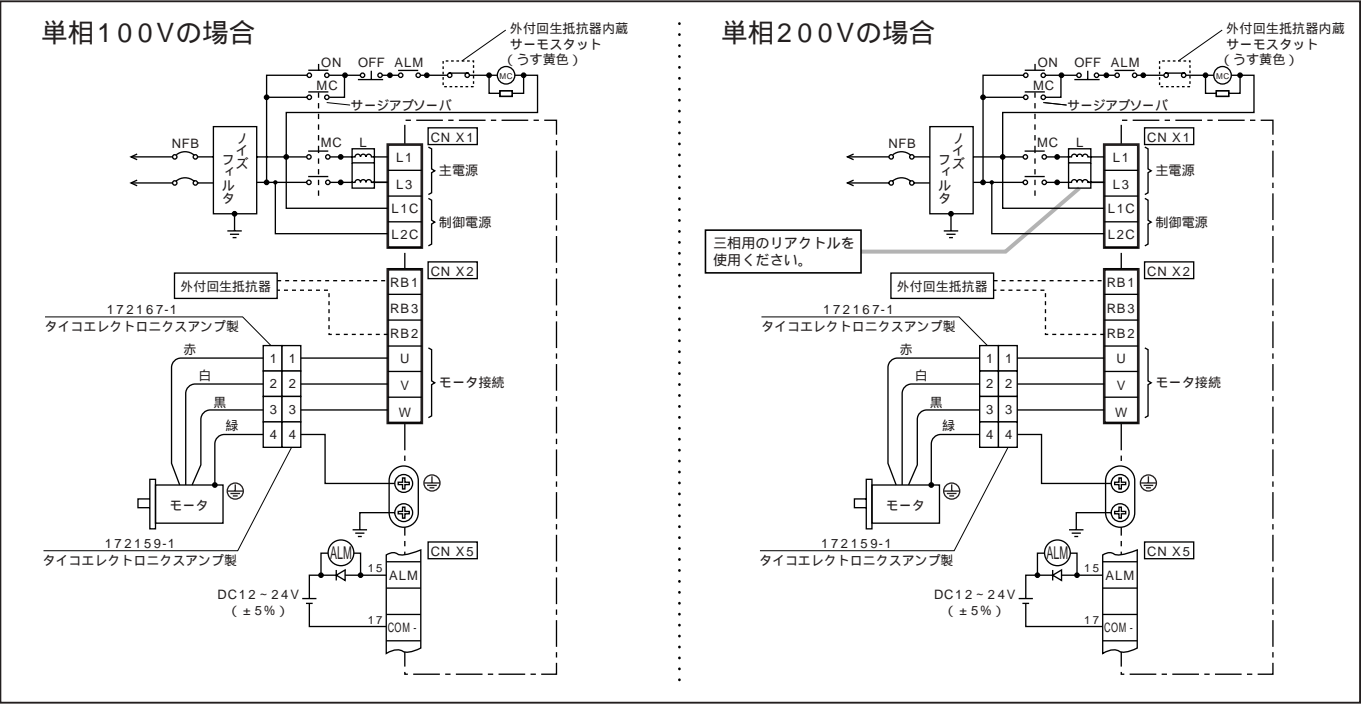 単相100Vの場合
外付回生抵抗器内蔵
サーモスタット
(うす黄色)
ON OFF ALM
MC
MC
サージアブソーバ
NFB
ノイズ
フィルタ
MC L
CN X1
L1
L3
主電源
L1C
L2C
制御電源
CN X2
外付回生抵抗器
RB1
RB3
RB2
172167-1
タイコエレクトロニクスアンプ製
赤
1 1
U
白
2 2
V
モータ接続
黒
3 3
W
緑
4 4
モータ
172159-1
タイコエレクトロニクスアンプ製
CN X5
ALM
15
ALM
DC12~24V
(±5%)
17
COM -
単相200Vの場合
外付回生抵抗器内蔵
サーモスタット
(うす黄色)
ON OFF ALM
MC
MC
サージアブソーバ
NFB
ノイズ
フィルタ
MC L
CN X1
L1
L3
主電源
L1C
L2C
制御電源
三相用のリアクトルを
使用ください。
CN X2
外付回生抵抗器
RB1
RB3
RB2
172167-1
タイコエレクトロニクスアンプ製
赤
1 1
U
白
2 2
V
モータ接続
黒
3 3
W
緑
4 4
モータ
172159-1
タイコエレクトロニクスアンプ製
CN X5
ALM
15
ALM
DC12~24V
(±5%)
17
COM -